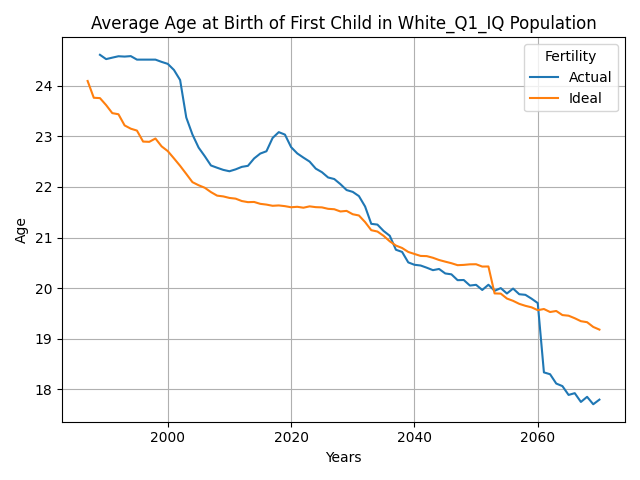 Average Age at Birth of First Child in White_Q1_IQ Population
Fertility
Actual
Ideal
Age
24
23
22
21
20
19
18
2000
2020
2040
2060
Years